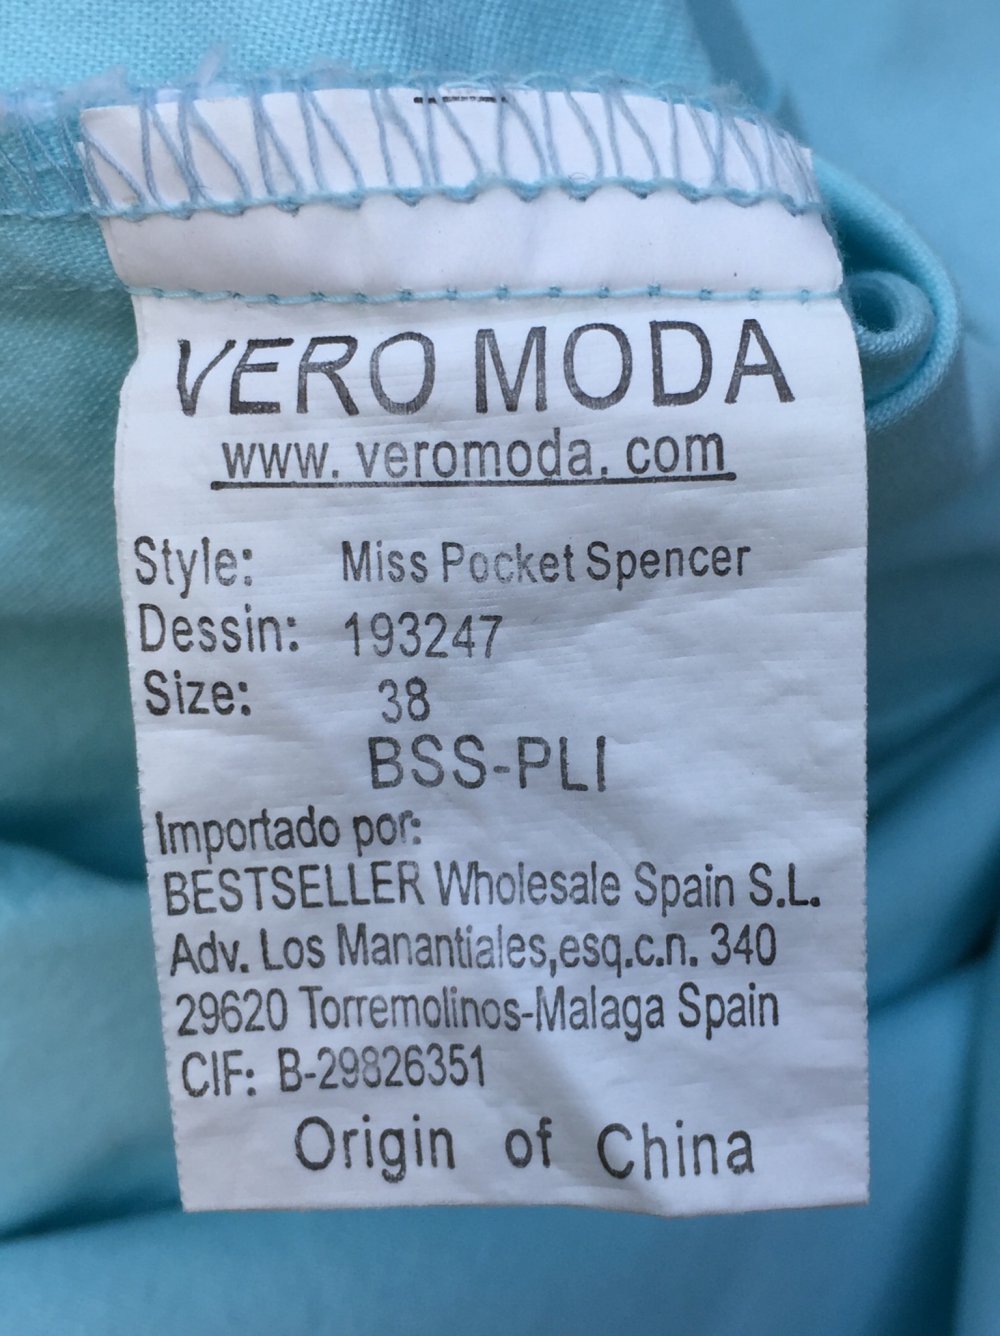 VERO MODA
www.veromoda.com
Style: Miss Pocket Spencer
Dessin: 193247
Size: 38
BSS-PLI
Importado por:
BESTSELLER Wholesale Spain S.L.
Adv. Los Manantiales,esq.c.n. 340
29620 Torremolinos-Malaga Spain
CIF: B-29826351
Origin of China